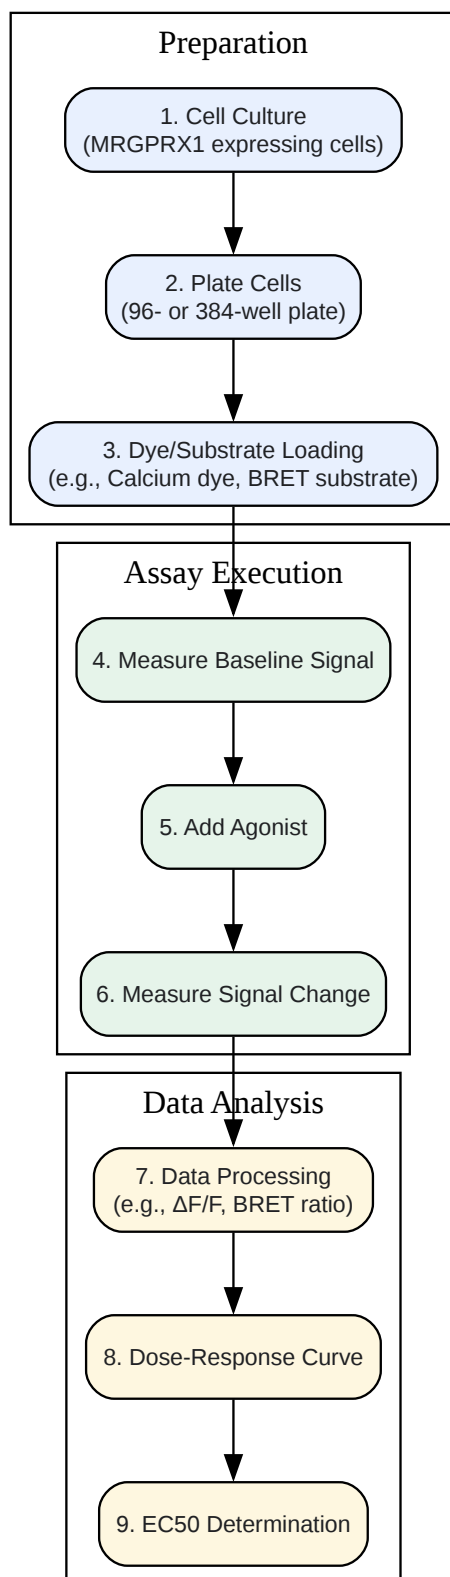 Preparation
1. Cell Culture
(MRGPRX1 expressing cells)
2. Plate Cells
(96- or 384-well plate)
3. Dye/Substrate Loading
(e.g., Calcium dye, BRET substrate)
Assay Execution
4. Measure Baseline Signal
5. Add Agonist
6. Measure Signal Change
Data Analysis
7. Data Processing
(e.g., ΔF/F, BRET ratio)
8. Dose-Response Curve
9. EC50 Determination